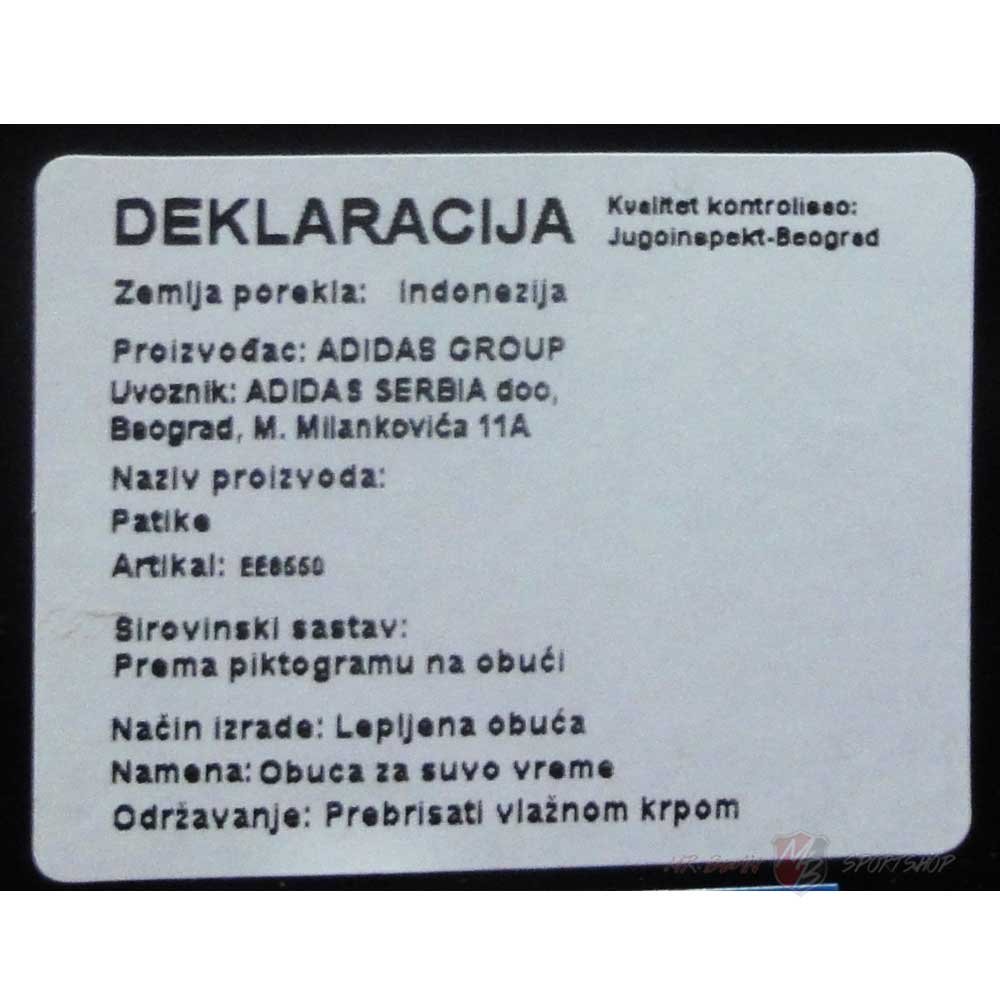 DEKLARACIJA
Kvalitet kontrolisao:
Jugoinspekt-Beograd
Zemlja porekla: Indonezija
Proizvođac: ADIDAS GROUP
Uvoznik: ADIDAS SERBIA doo,
Beograd, M. Milankovića 11A
Naziv proizvoda:
Patike
Artikal: EE8550
Sirovinski sastav:
Prema piktogramu na obući
Način izrade: Lepljena obuća
Namena: Obuca za suvo vreme
Održavanje: Prebrisati vlažnom krpom
MB SPORTSHOP